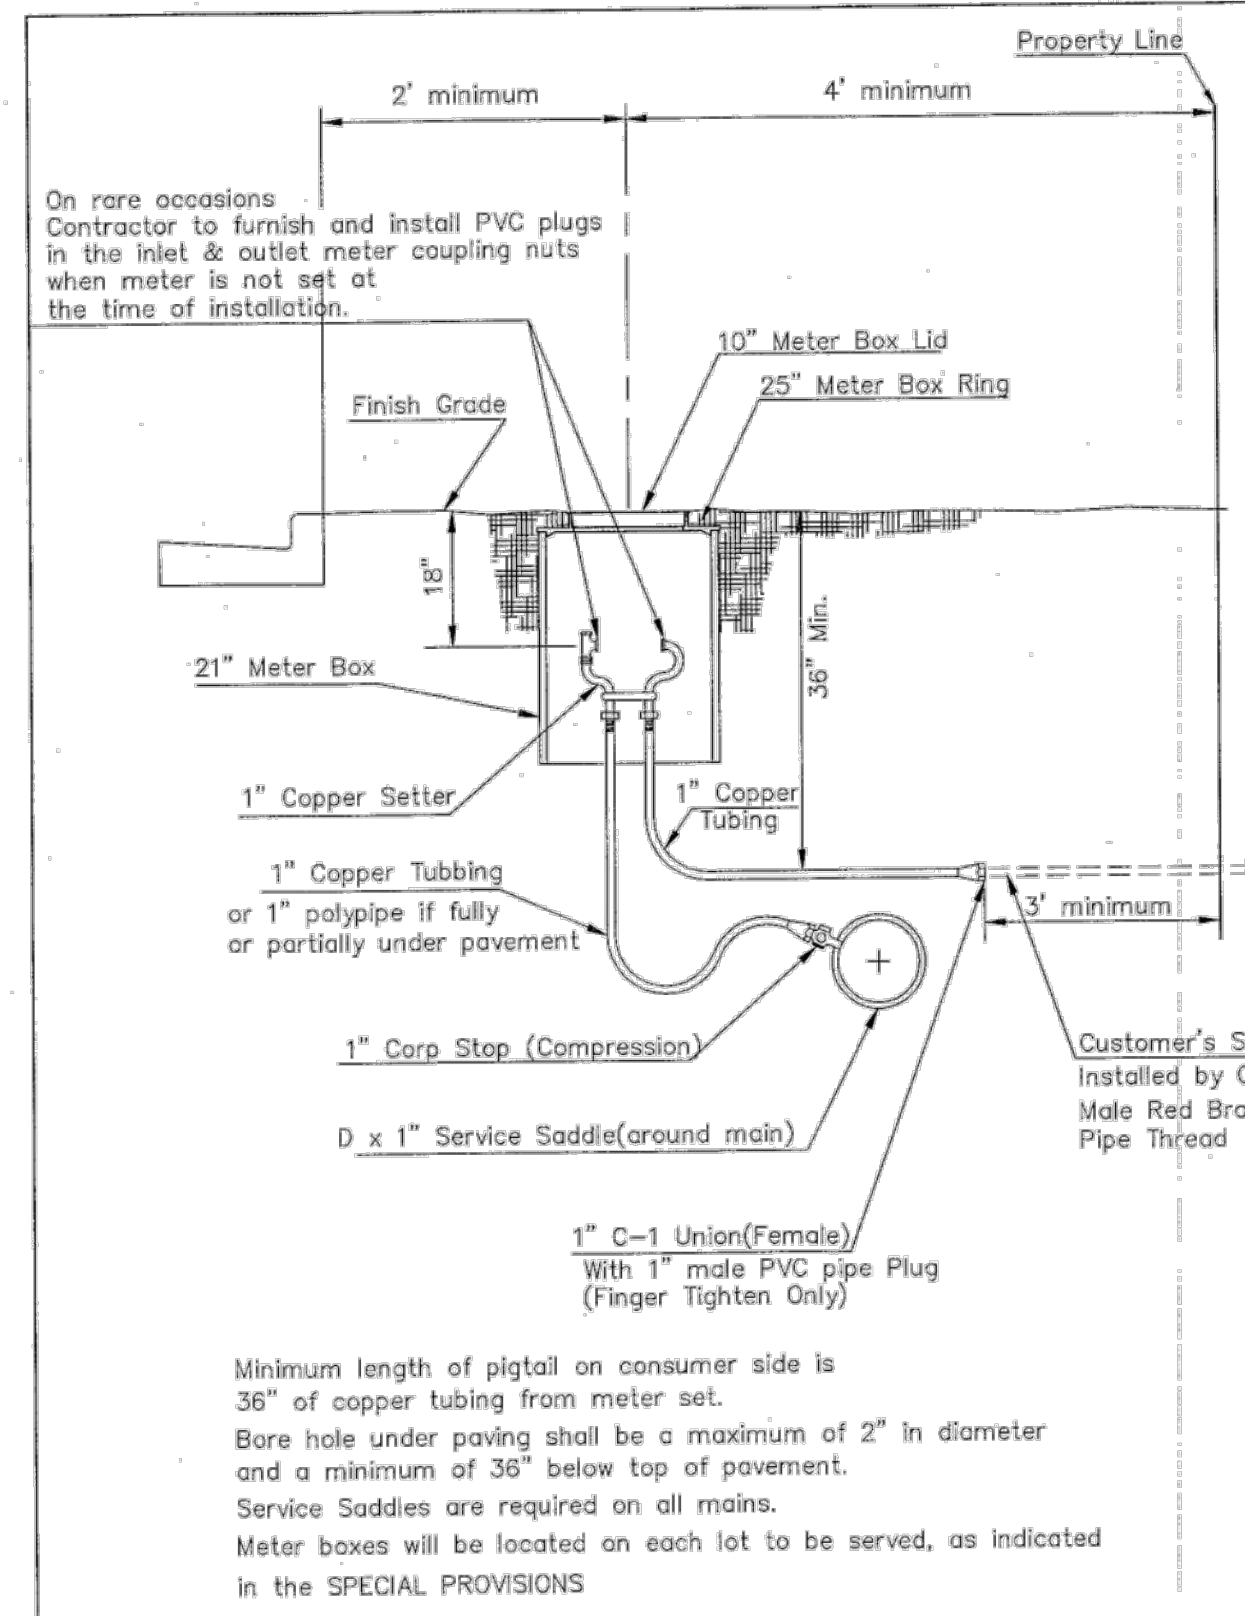 Property Line
2' minimum
4' minimum
On rare occasions
Contractor to furnish and install PVC plugs
in the inlet & outlet meter coupling nuts
when meter is not set at
the time of installation.
10" Meter Box Lid
25" Meter Box Ring
Finish Grade
18"
36" Min.
21" Meter Box
1" Copper Setter
1" Copper
Tubing
1" Copper Tubbing
or 1" polypipe if fully
or partially under pavement
3' minimum
1" Corp Stop (Compression)
Customer's
Installed by
Male Red
Pipe Thread
D x 1" Service Saddle(around main)
1" C-1 Union(Female)
With 1" male PVC pipe Plug
(Finger Tighten Only)
Minimum length of pigtail on consumer side is
36" of copper tubing from meter set.
Bore hole under paving shall be a maximum of 2" in diameter
and a minimum of 36" below top of pavement.
Service Saddles are required on all mains.
Meter boxes will be located on each lot to be served, as indicated
in the SPECIAL PROVISIONS